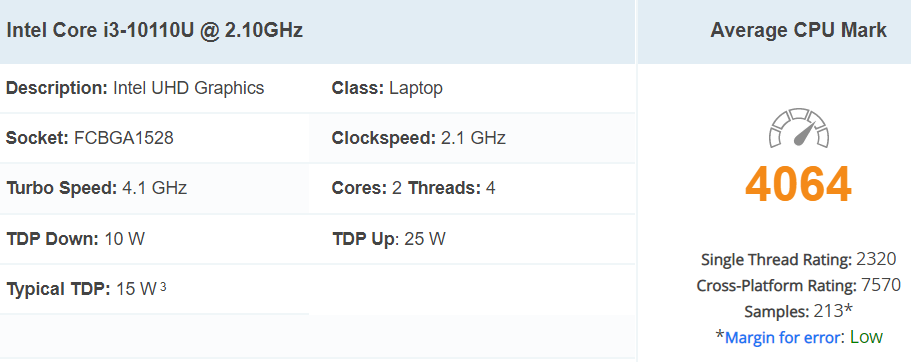 Intel Core i3-10110U @ 2.10GHz
Average CPU Mark
Description: Intel UHD Graphics
Class: Laptop
Socket: FCBGA1528
Clockspeed: 2.1 GHz
Turbo Speed: 4.1 GHz
Cores: 2 Threads: 4
TDP Down: 10 W
TDP Up: 25 W
Typical TDP: 15 W 3
4064
Single Thread Rating: 2320
Cross-Platform Rating: 7570
Samples: 213*
*Margin for error: Low